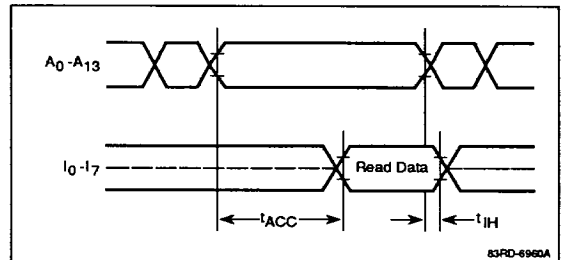 A0 -A13
I0 -I7
Read Data
tACC
tIH
83RD-6960A